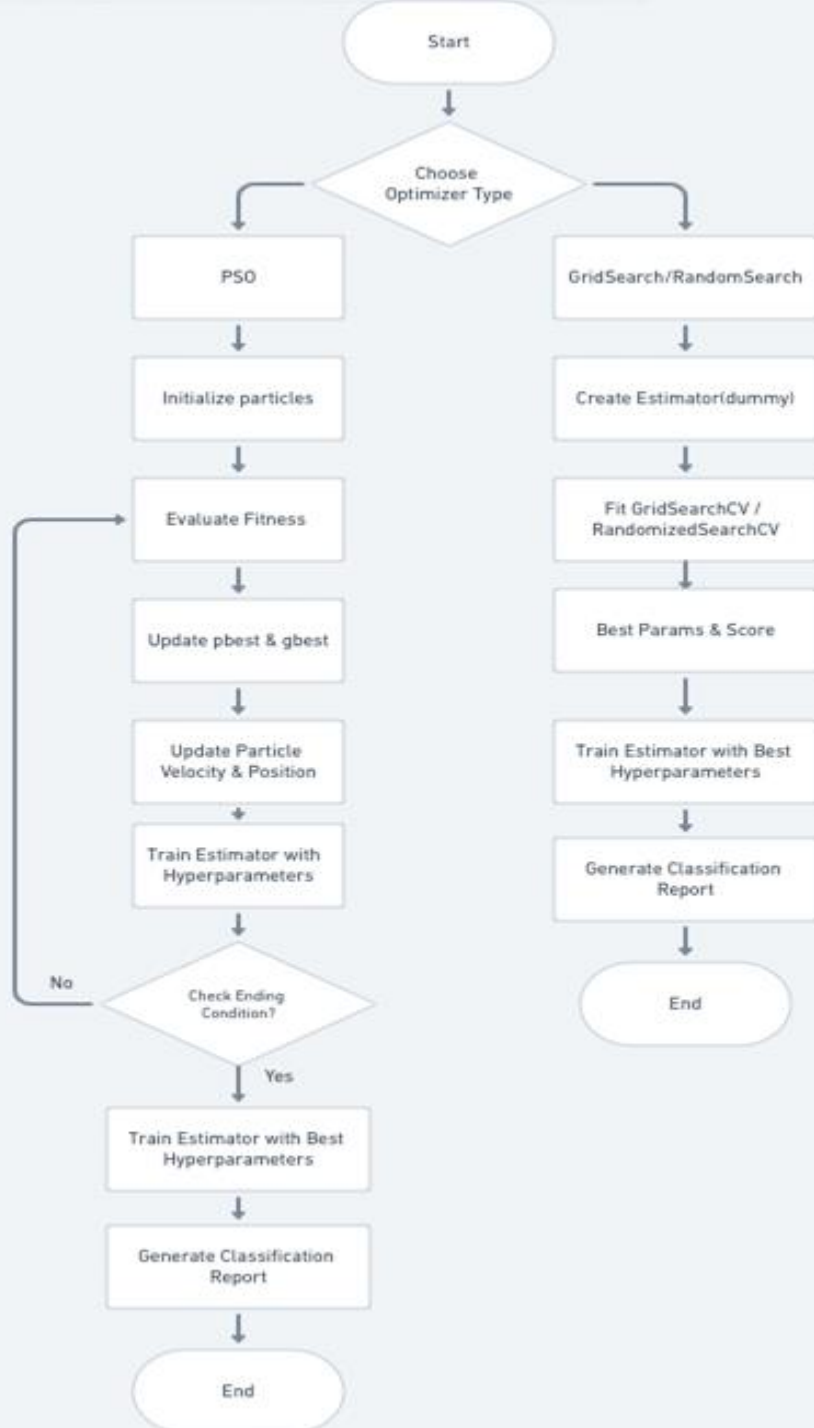 Start
Choose
Optimizer Type
PSO
Initialize particles
Evaluate Fitness
Update pbest & gbest
Update Particle
Velocity & Position
Train Estimator with
Hyperparameters
No
Check Ending
Condition?
Yes
Train Estimator with Best
Hyperparameters
Generate Classification
Report
End
GridSearch/RandomSearch
Create Estimator(dummy)
Fit GridSearchCV /
RandomizedSearchCV
Best Params & Score
Train Estimator with Best
Hyperparameters
Generate Classification
Report
End